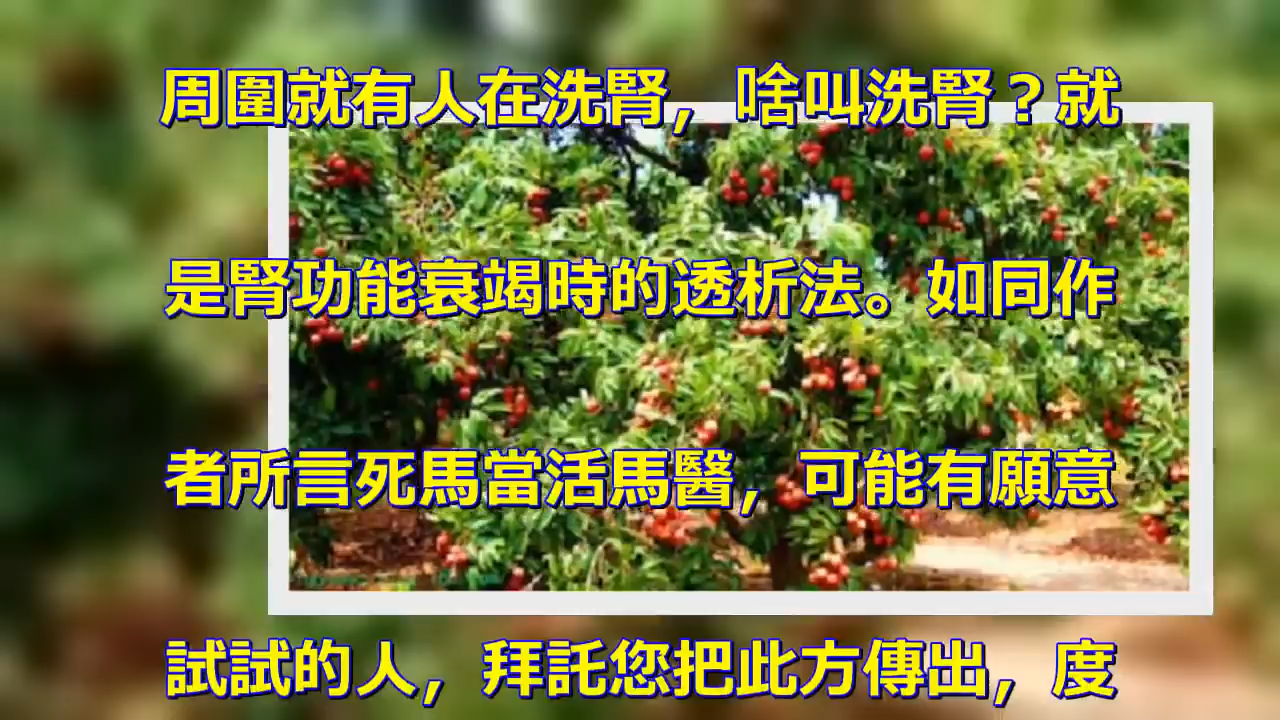 周圍就有人在洗腎，啥叫洗腎？就
是腎功能衰竭時的透析法。如同作
者所言死馬當活馬醫，可能有願意
試試的人，拜託您把此方傳出，度